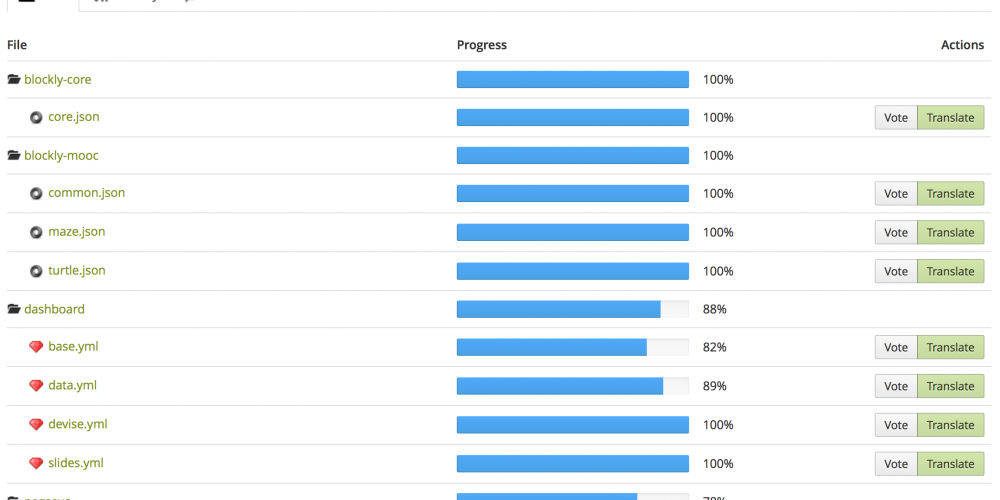 File Progress Actions
blockly-core 100%
core.json 100% Vote Translate
blockly-mooc 100%
common.json 100% Vote Translate
maze.json 100% Vote Translate
turtle.json 100% Vote Translate
dashboard 88%
base.yml 82% Vote Translate
data.yml 89% Vote Translate
devise.yml 100% Vote Translate
slides.yml 100% Vote Translate